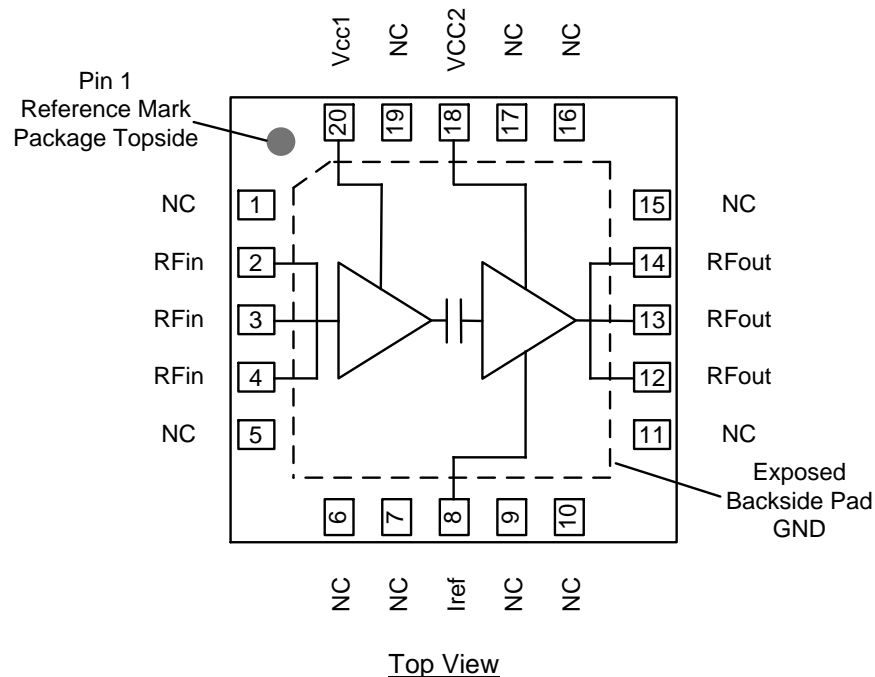 Vcc1
NC
VCC2
NC
NC
Pin 1
Reference Mark
Package Topside
20
19
18
17
16
NC
1
15
NC
RFin
2
14
RFout
RFin
3
13
RFout
RFin
4
12
RFout
NC
5
11
NC
Exposed
Backside Pad
GND
6
7
8
9
10
NC
NC
Iref
NC
NC
Top View